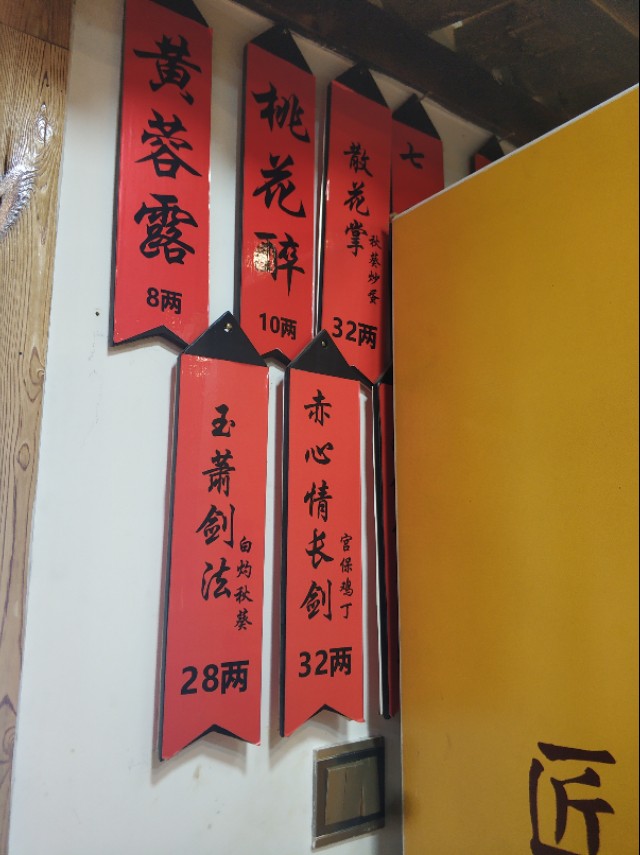 黄蓉露
8两
桃花醉
10两
散花掌
秋葵炒蛋
32两
七
玉萧剑法
白灼秋葵
28两
赤心情长剑
宫保鸡丁
32两
匠